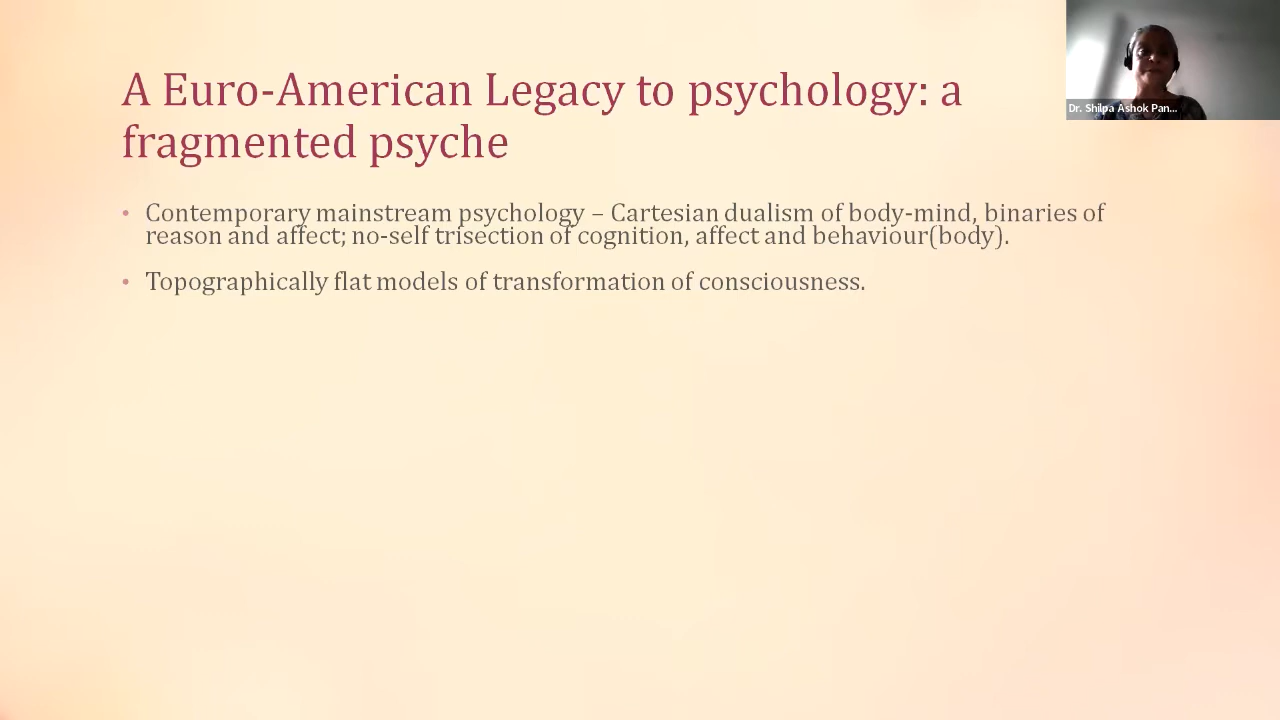 A Euro-American Legacy to psychology: a
fragmented psyche
Dr. Shilpa Ashok Pan...
• Contemporary mainstream psychology – Cartesian dualism of body-mind, binaries of
reason and affect; no-self trisection of cognition, affect and behaviour(body).
• Topographically flat models of transformation of consciousness.